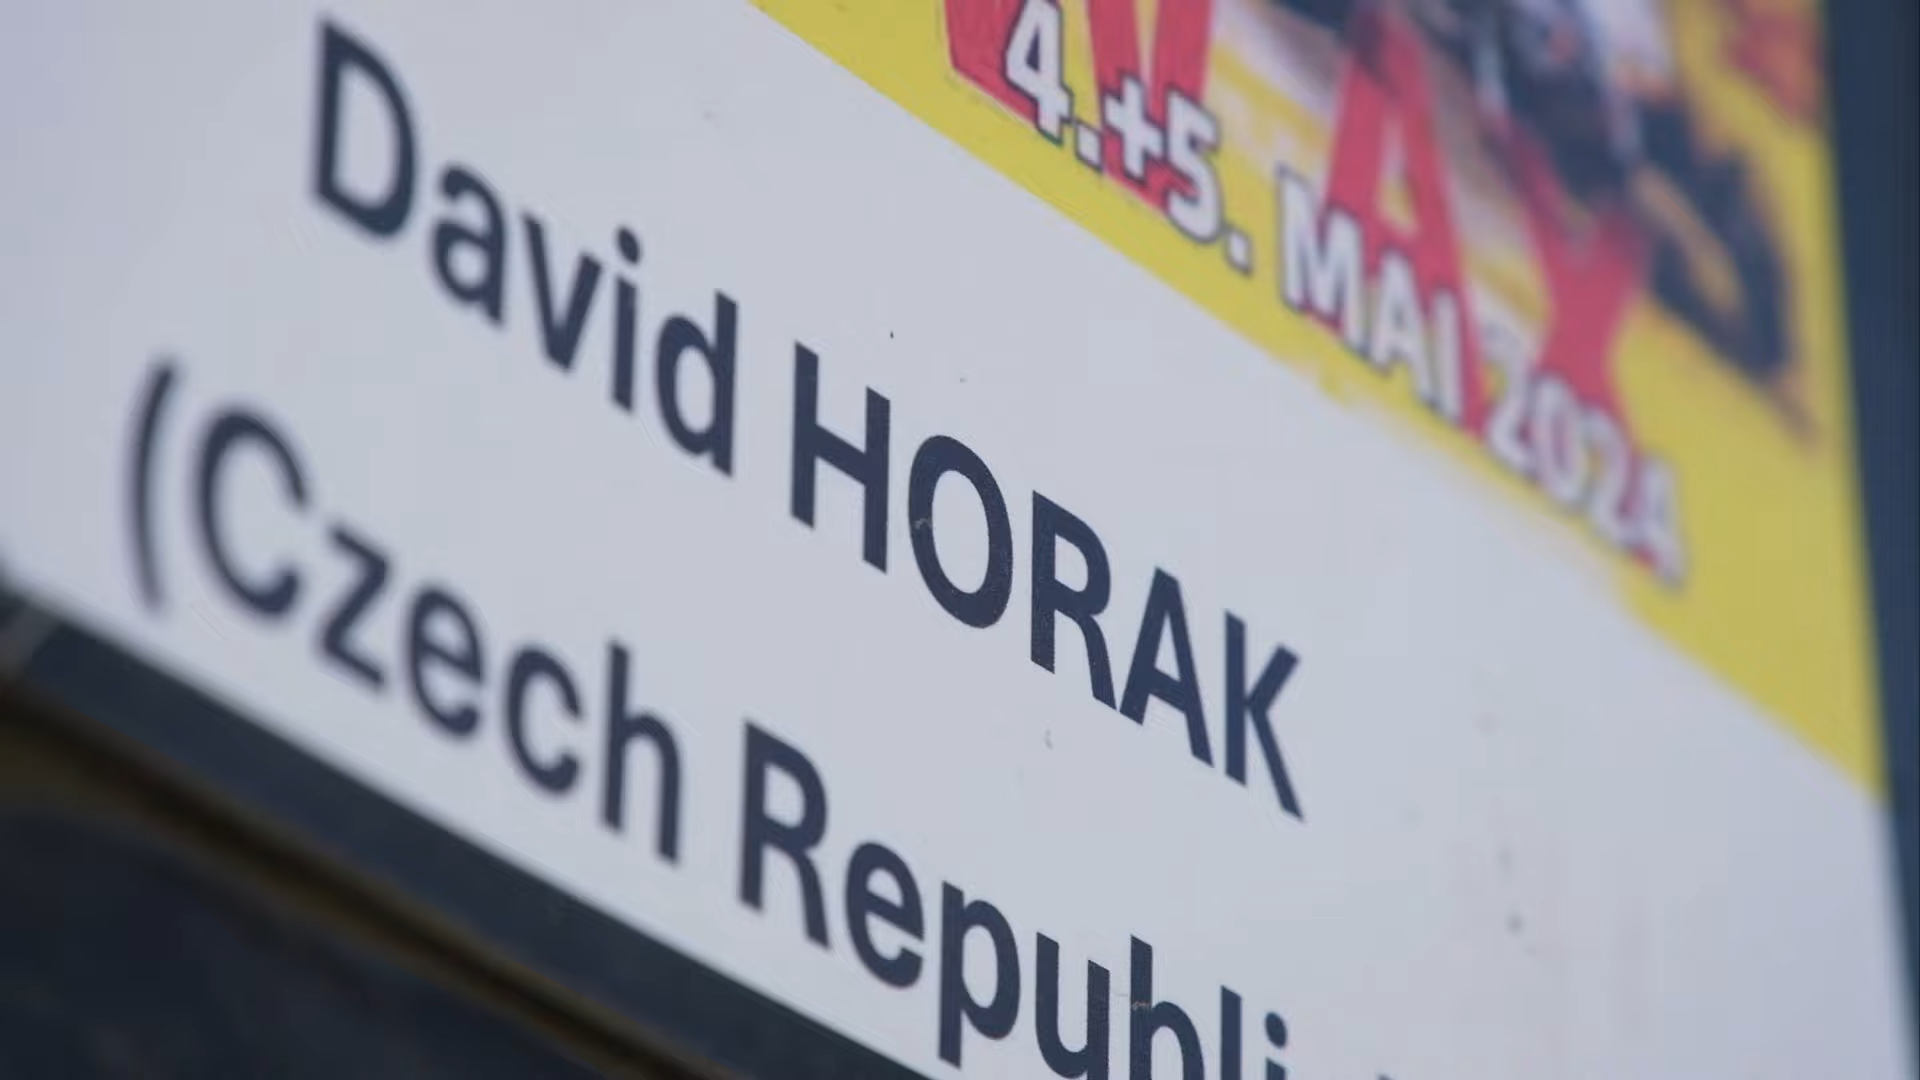 4.+5. MAI 2024
David HORAK
(Czech Republi